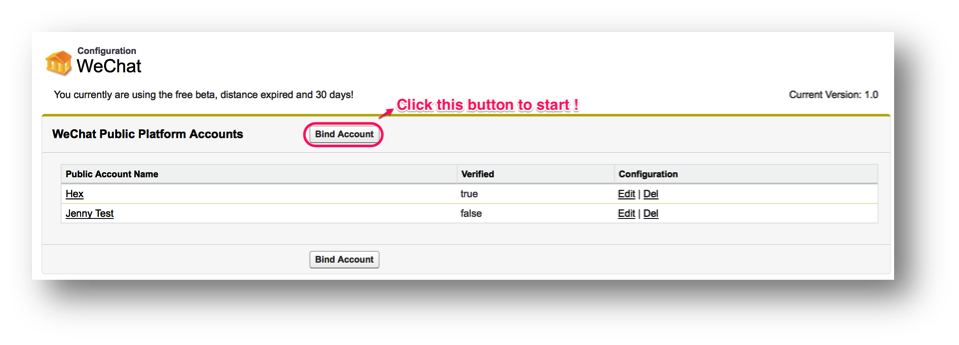 Configuration
WeChat
You currently are using the free beta, distance expired and 30 days!
Current Version: 1.0
Click this button to start !
WeChat Public Platform Accounts
Bind Account
Public Account Name Verified Configuration
Hex true Edit | Del
Jenny Test false Edit | Del
Bind Account